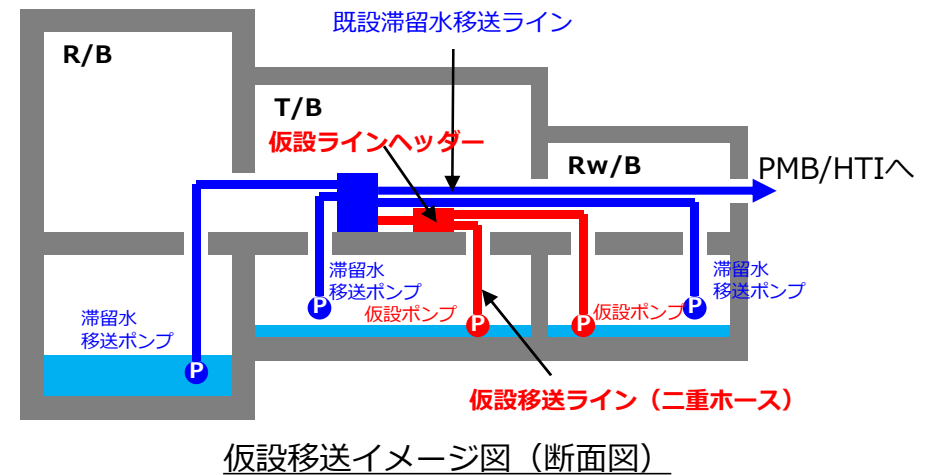 既設滞留水移送ライン
R/B
T/B
仮設ラインヘッダー
Rw/B
PMB/HTIへ
滞留水
移送ポンプ
P
仮設ポンプ
P
仮設ポンプ
P
滞留水
移送ポンプ
P
滞留水
移送ポンプ
P
仮設移送ライン（二重ホース）
仮設移送イメージ図（断面図）